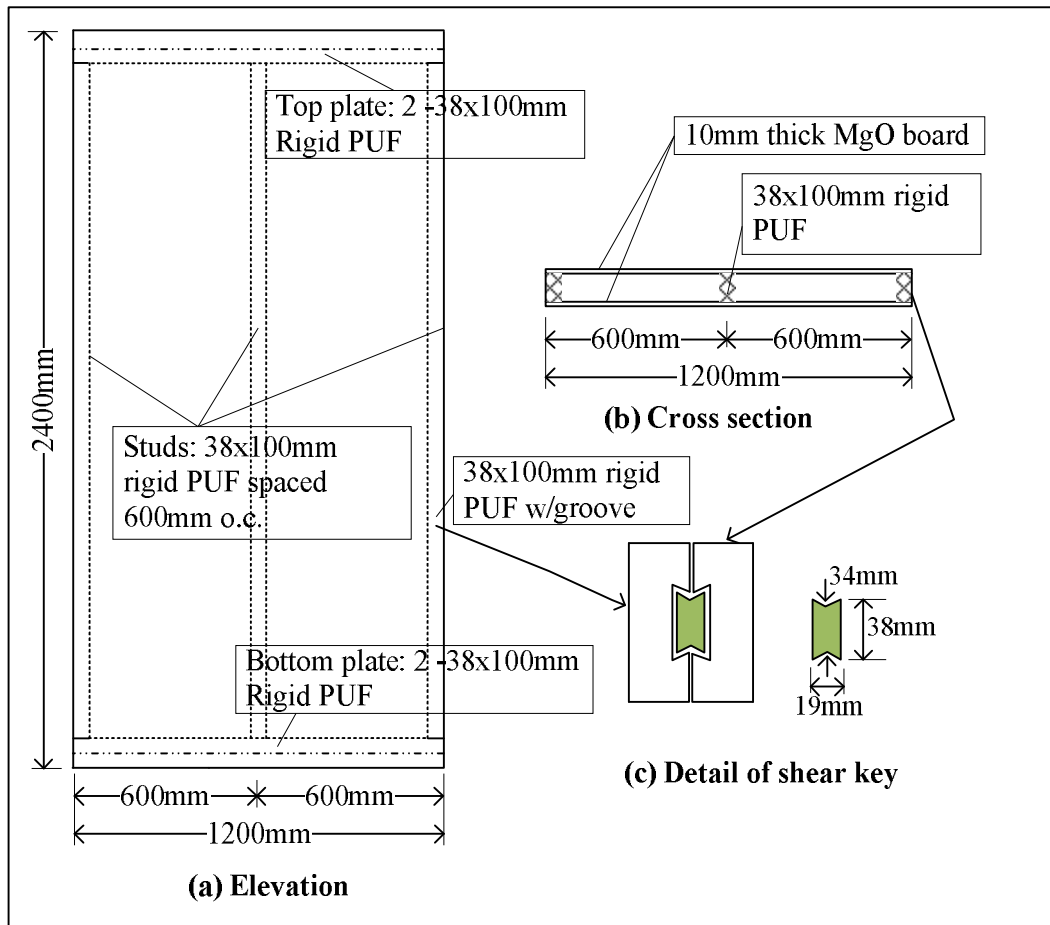 Top plate: 2 -38x100mm
Rigid PUF
10mm thick MgO board
38x100mm rigid
PUF
600mm
600mm
1200mm
(b) Cross section
2400mm
Studs: 38x100mm
rigid PUF spaced
600mm o.c.
38x100mm rigid
PUF w/groove
34mm
38mm
19mm
(c) Detail of shear key
Bottom plate: 2 -38x100mm
Rigid PUF
600mm
600mm
1200mm
(a) Elevation